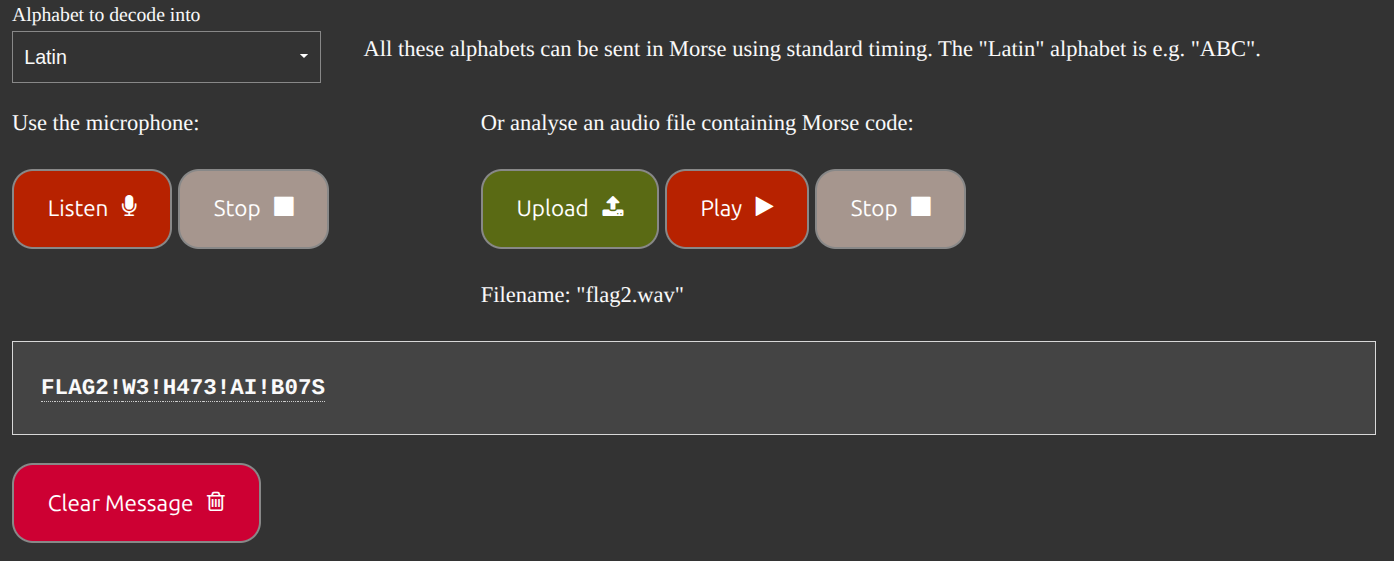 Alphabet to decode into
Latin
All these alphabets can be sent in Morse using standard timing. The "Latin" alphabet is e.g. "ABC".
Use the microphone:
Or analyse an audio file containing Morse code:
Listen
Stop
Upload
Play
Stop
Filename: "flag2.wav"
FLAG2!W3!H473!AI!B07S
Clear Message